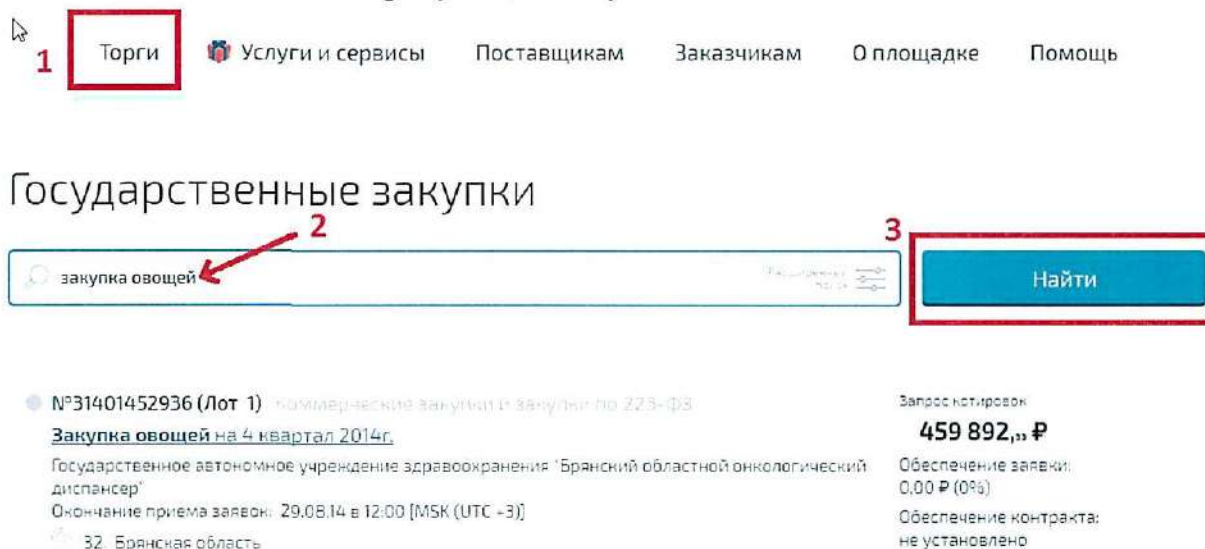 1
Торги
Услуги и сервисы
Поставщикам
Заказчикам
О площадке
Помощь
Государственные закупки
2
закупка овощей
3
Найти
№31401452936 (Лот 1) коммерческие закупки и закупки по 223-ФЗ
Закупка овощей на 4 квартал 2014г.
Государственное автономное учреждение здравоохранения "Брянский областной онкологический
диспансер"
Окончание приема заявок: 29.08.14 в 12:00 [MSK (UTC +3)]
32. Брянская область
Запрос котировок
459 892, ₽
Обеспечение заявки:
0,00 ₽ (0%)
Обеспечение контракта:
не установлено